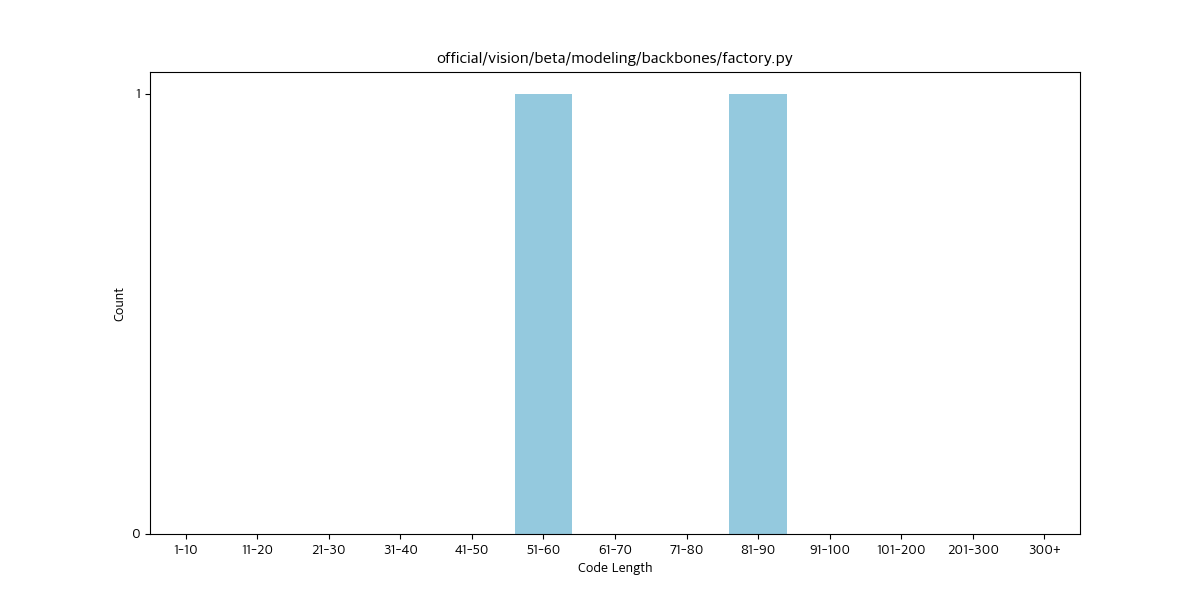 official/vision/beta/modeling/backbones/factory.py
Count
1
0
1-10 11-20 21-30 31-40 41-50 51-60 61-70 71-80 81-90 91-100 101-200 201-300 300+
Code Length